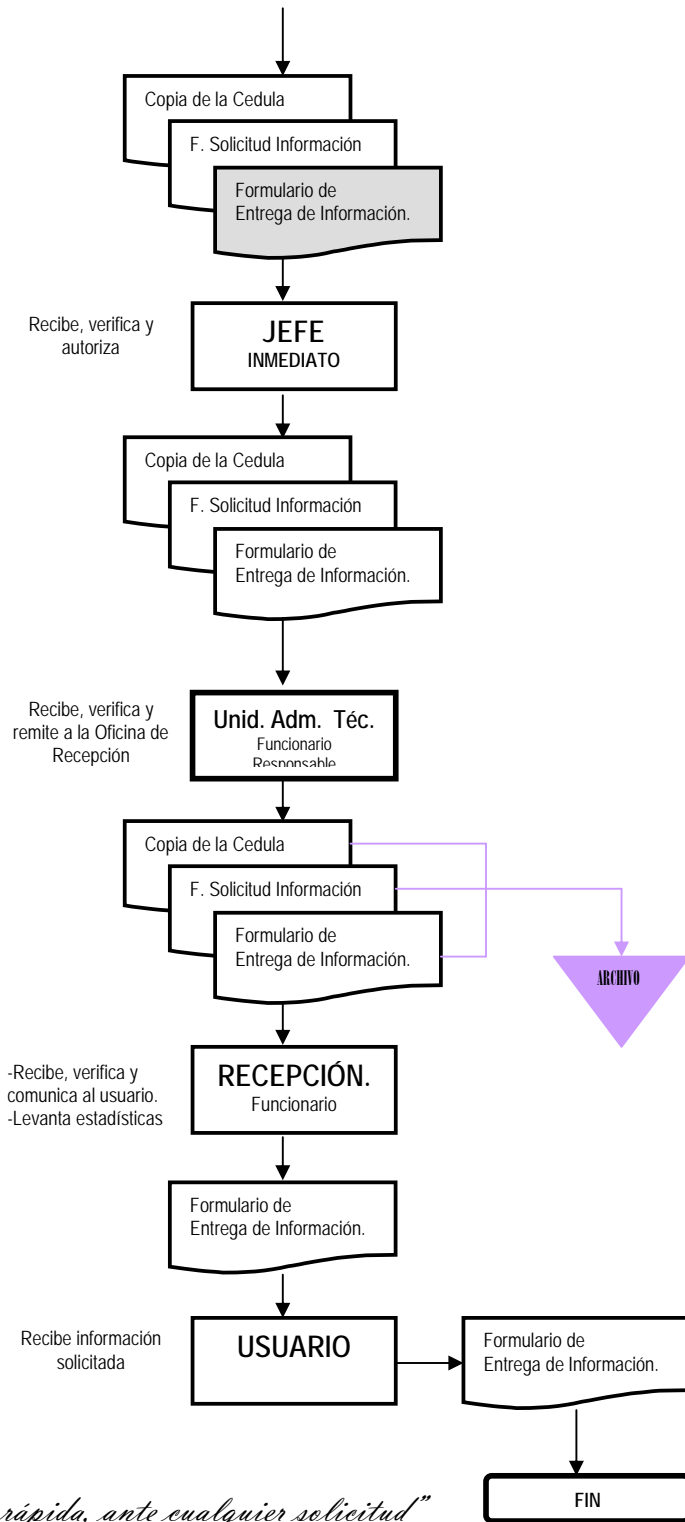 Copia de la Cedula
F. Solicitud Información
Formulario de
Entrega de Información.
Recibe, verifica y
autoriza
JEFE
INMEDIATO
Copia de la Cedula
F. Solicitud Información
Formulario de
Entrega de Información.
Recibe, verifica y
remite a la Oficina de
Recepción
Unid. Adm. Téc.
Funcionario
Responsable
Copia de la Cedula
F. Solicitud Información
Formulario de
Entrega de Información.
ARCHIVO
-Recibe, verifica y
comunica al usuario.
-Levanta estadísticas
RECEPCIÓN.
Funcionario
Formulario de
Entrega de Información.
Recibe información
solicitada
USUARIO
Formulario de
Entrega de Información.
rápida, ante cualquier solicitud”
FIN